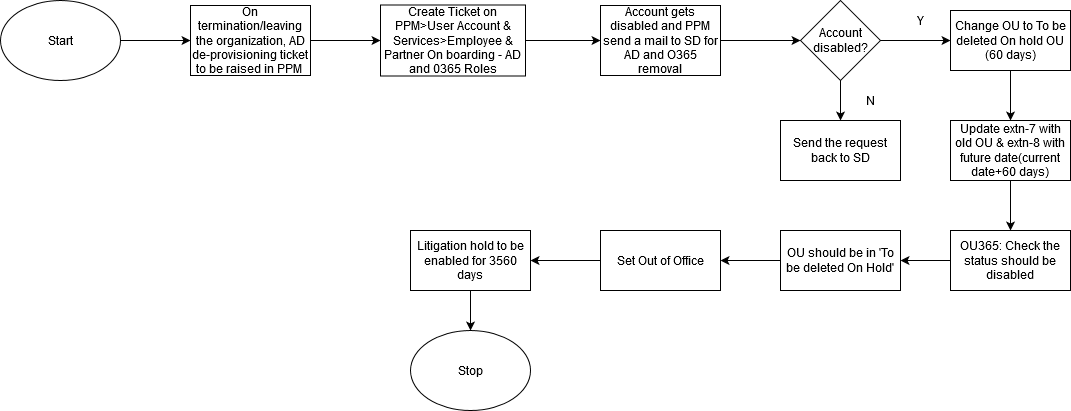 Start
On
termination/leaving
the organization, AD
de-provisioning ticket
to be raised in PPM
Create Ticket on
PPM>User Account &
Services>Employee &
Partner On boarding - AD
and 0365 Roles
Account gets
disabled and PPM
send a mail to SD for
AD and O365
removal
Account
disabled?
Y
Change OU to To be
deleted On hold OU
(60 days)
N
Send the request
back to SD
Update extn-7 with
old OU & extn-8 with
future date(current
date+60 days)
OU365: Check the
status should be
disabled
OU should be in 'To
be deleted On Hold'
Set Out of Office
Litigation hold to be
enabled for 3560
days
Stop